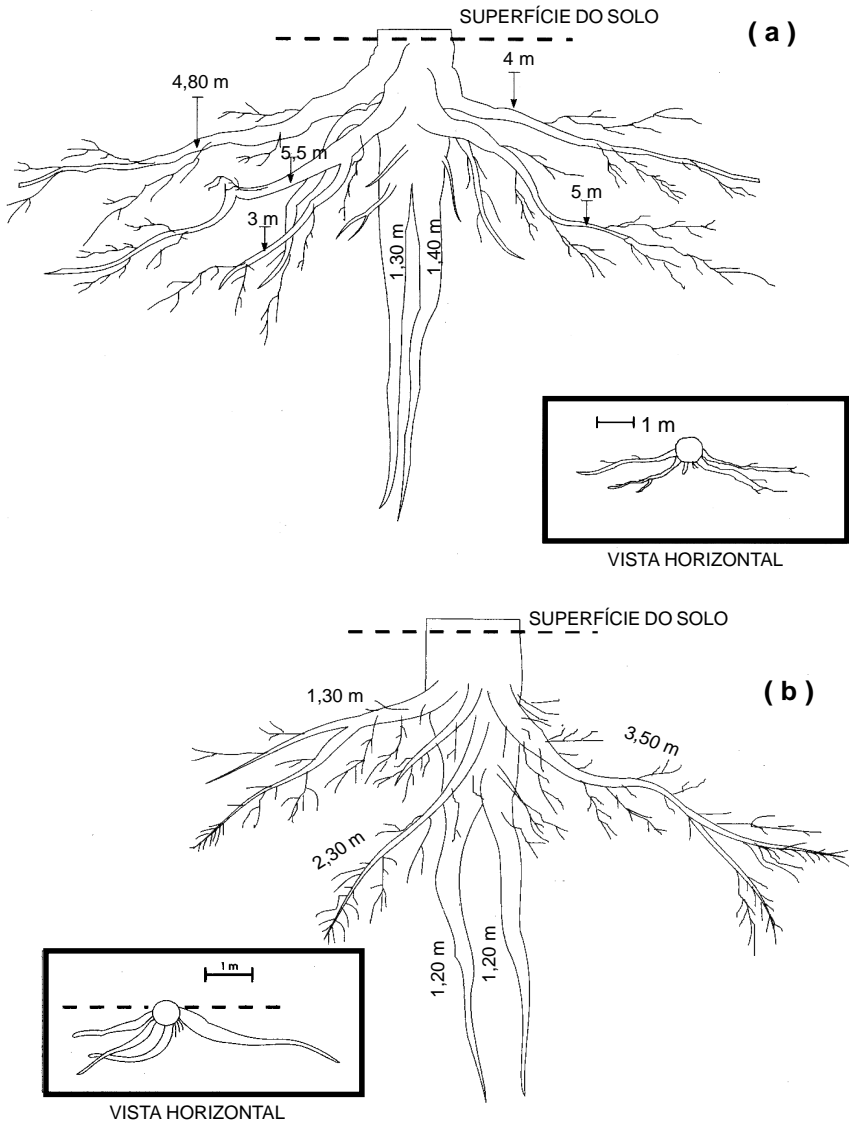 SUPERFÍCIE DO SOLO
( a )
4 m
4,80 m
5,5 m
5 m
3 m
1,30 m
1,40 m
1 m
VISTA HORIZONTAL
SUPERFÍCIE DO SOLO
( b )
1,30 m
3,50 m
2,30 m
1,20 m
1,20 m
1 m
VISTA HORIZONTAL